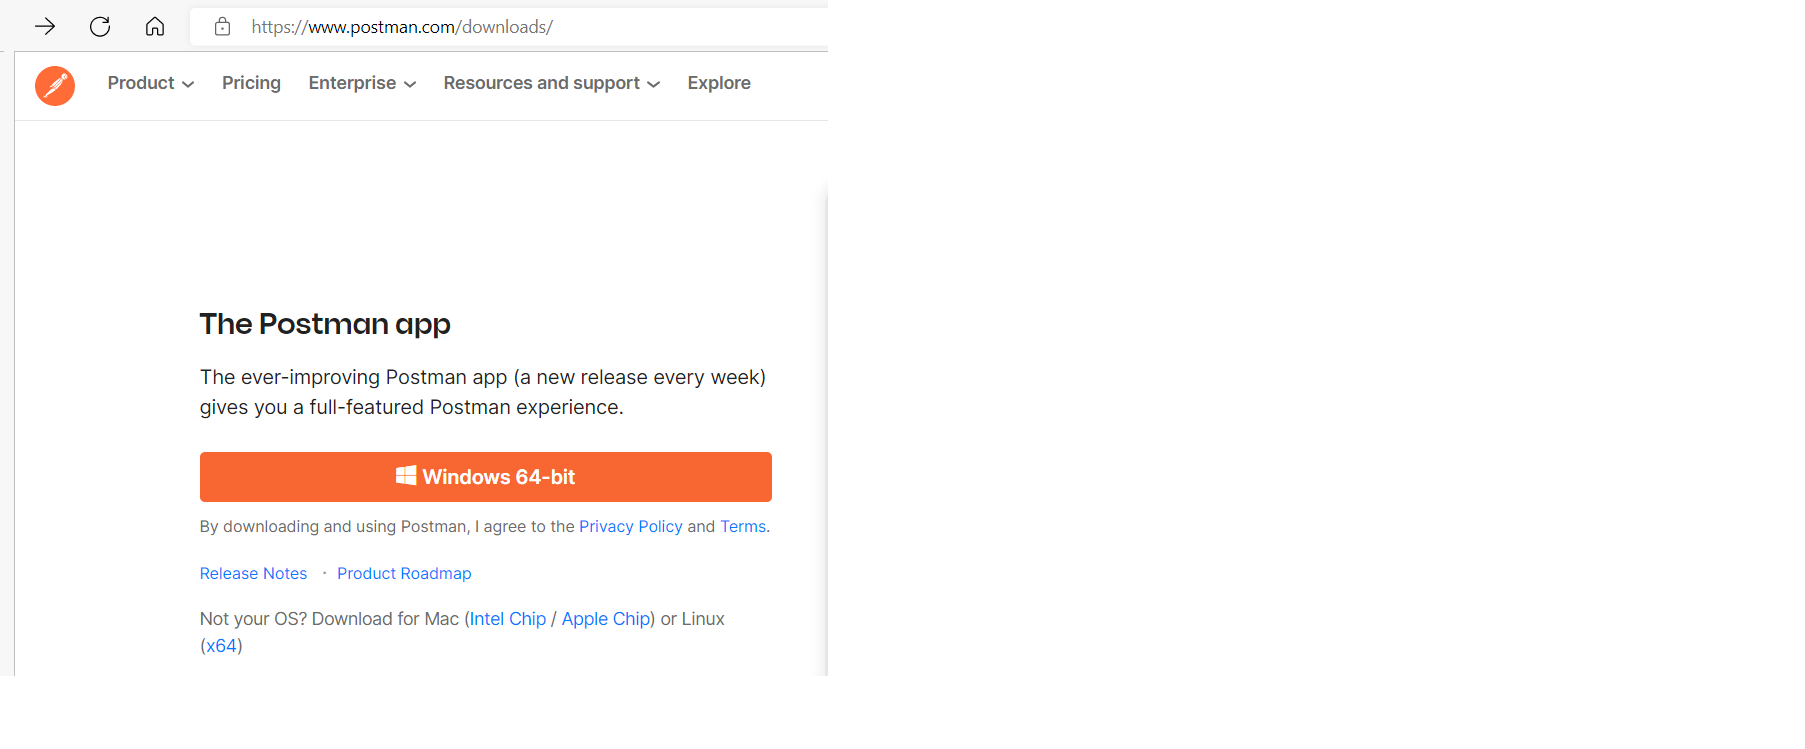 https://www.postman.com/downloads/
Product Pricing Enterprise Resources and support Explore
The Postman app
The ever-improving Postman app (a new release every week)
gives you a full-featured Postman experience.
Windows 64-bit
By downloading and using Postman, I agree to the Privacy Policy and Terms.
Release Notes · Product Roadmap
Not your OS? Download for Mac (Intel Chip / Apple Chip) or Linux
(x64)